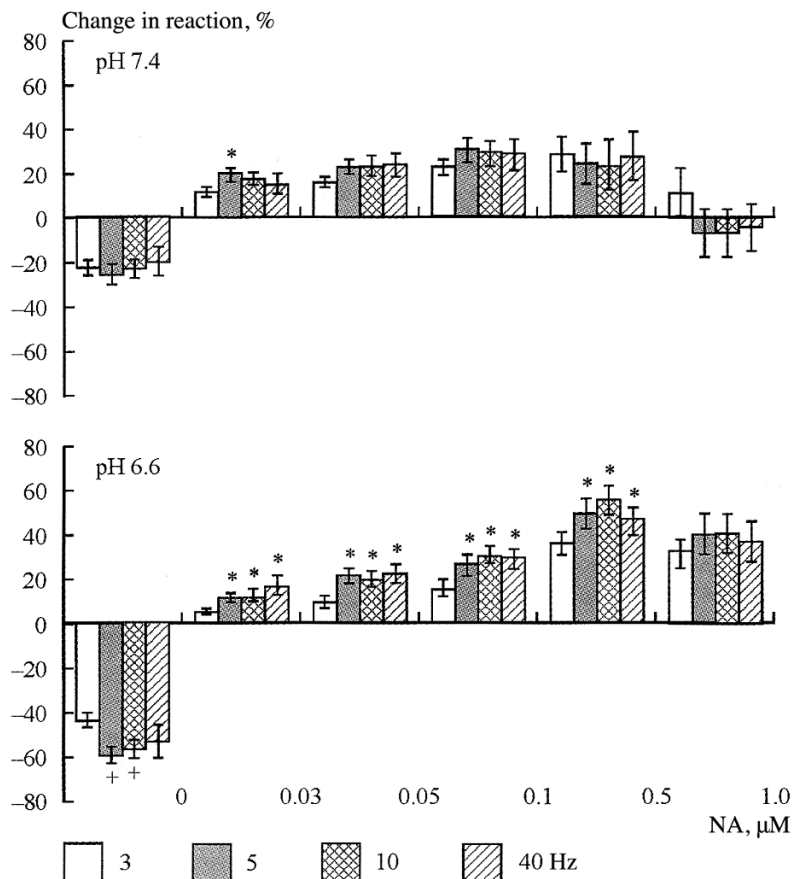 Change in reaction, %
80
pH 7.4
60
40
*
20
0
–20
–40
–60
–80
80
pH 6.6
60
* * *
40
* * *
* * *
* * *
20
0
–20
–40
–60
+ +
–80
0 0.03 0.05 0.1 0.5 1.0
NA, μM
3 5 10 40 Hz